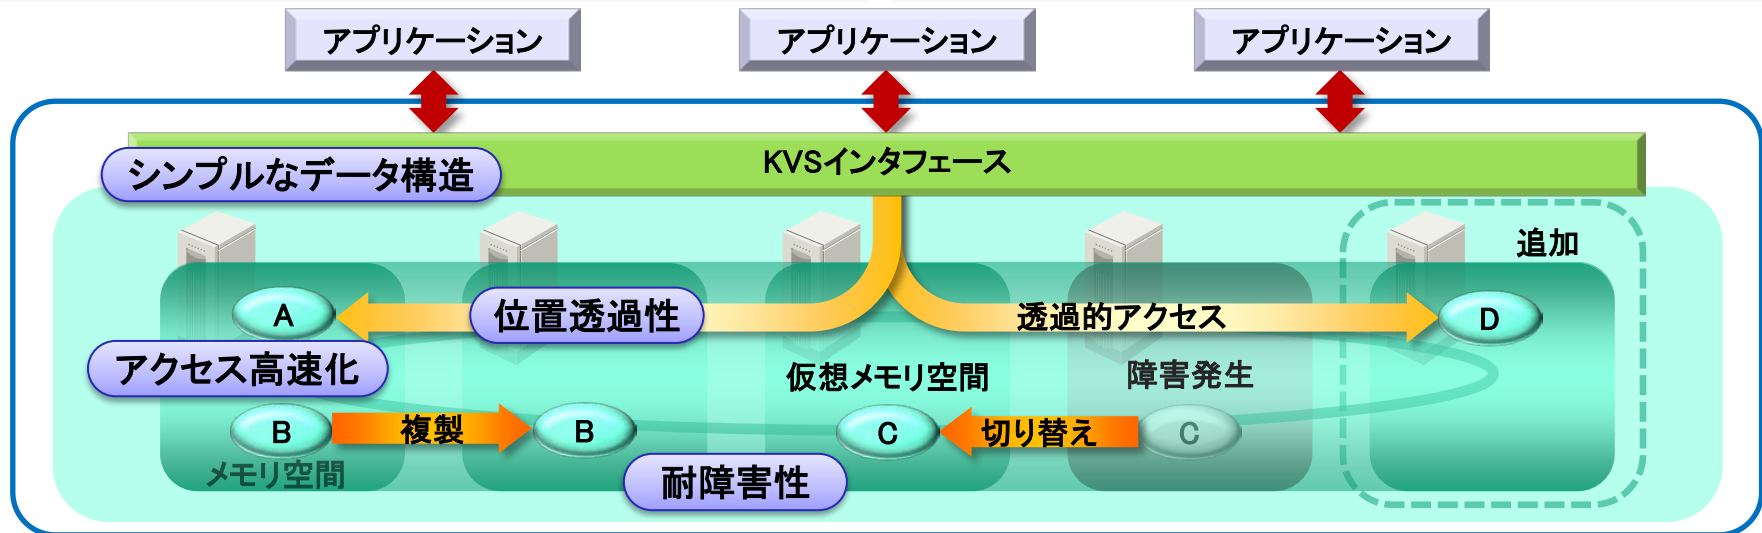 アプリケーション
アプリケーション
アプリケーション
KVSインタフェース
シンプルなデータ構造
追加
A
位置透過性
透過的アクセス
D
アクセス高速化
仮想メモリ空間
障害発生
B
複製
B
C
切り替え
C
メモリ空間
耐障害性